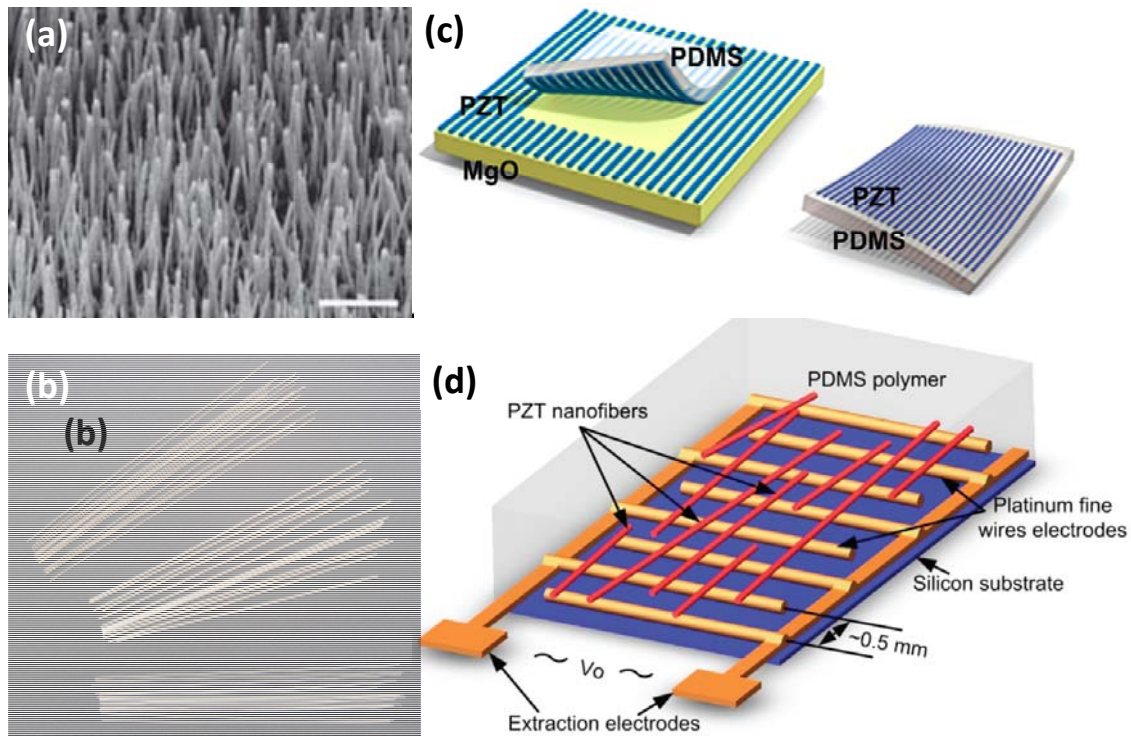 (a)
(c)
PDMS
PZT
MgO
PZT
PDMS
(b)
(b)
(d)
PDMS polymer
PZT nanofibers
Platinum fine
wires electrodes
Silicon substrate
~0.5 mm
~ Vo ~
Extraction electrodes